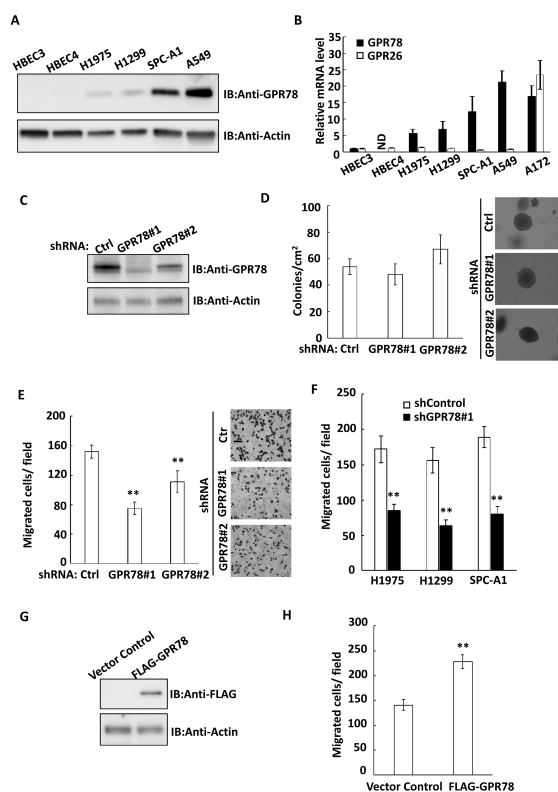 A
HBEC3 HBEC4 H1975 H1299 SPC-A1 A549
IB:Anti-GPR78
IB:Anti-Actin
B
Relative mRNA level
35
30
25
20
15
10
5
0
GPR78
GPR26
ND
HBEC3 HBEC4 H1975 H1299 SPC-A1 A549 A172
C
shRNA: Ctrl GPR78#1 GPR78#2
IB:Anti-GPR78
IB:Anti-Actin
D
Colonies/cm2
100
80
60
40
20
0
shRNA: Ctrl GPR78#1 GPR78#2
shRNA
Ctrl
GPR78#1
GPR78#2
E
Migrated cells/ field
200
160
120
80
40
0
**
**
shRNA: Ctrl GPR78#1 GPR78#2
shRNA
Ctr
GPR78#1
GPR78#2
F
Migrated cells/ field
250
200
150
100
50
0
shControl
shGPR78#1
**
**
**
H1975 H1299 SPC-A1
G
Vector Control FLAG-GPR78
IB:Anti-FLAG
IB:Anti-Actin
H
Migrated cells/ field
300
250
200
150
100
50
0
**
Vector Control FLAG-GPR78